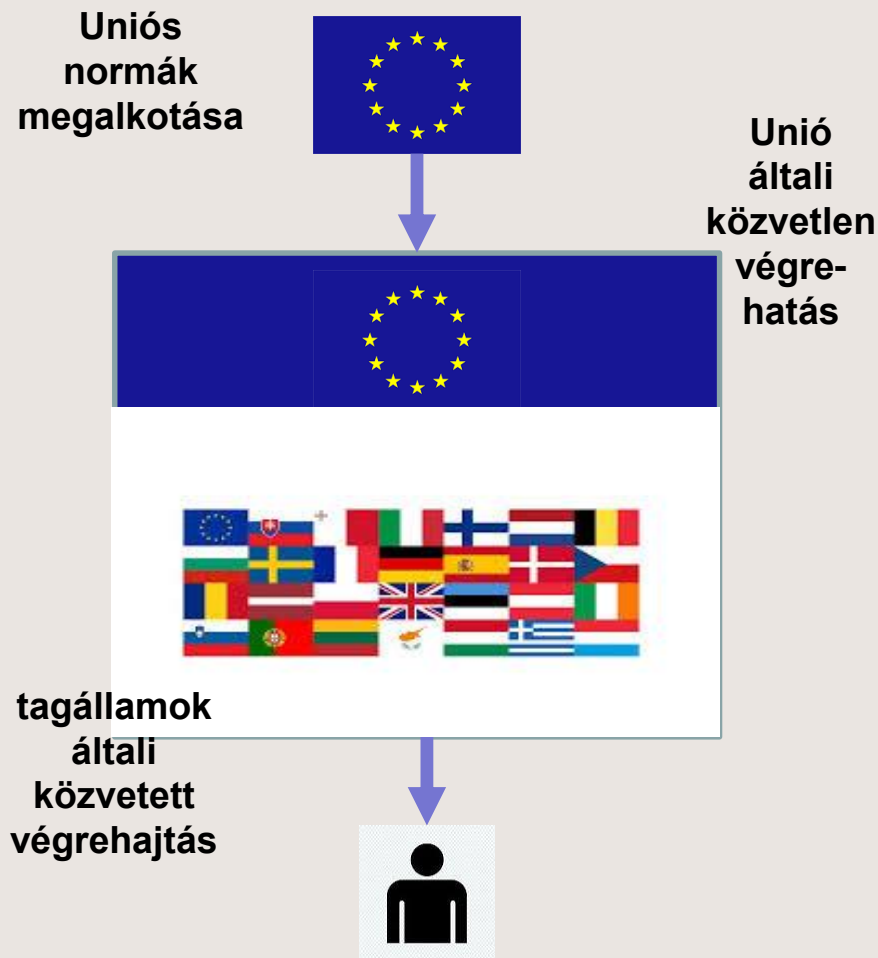 Uniós
normák
megalkotása
Unió
általi
közvetlen
végre-
hatás
tagállamok
általi
közvetett
végrehajtás